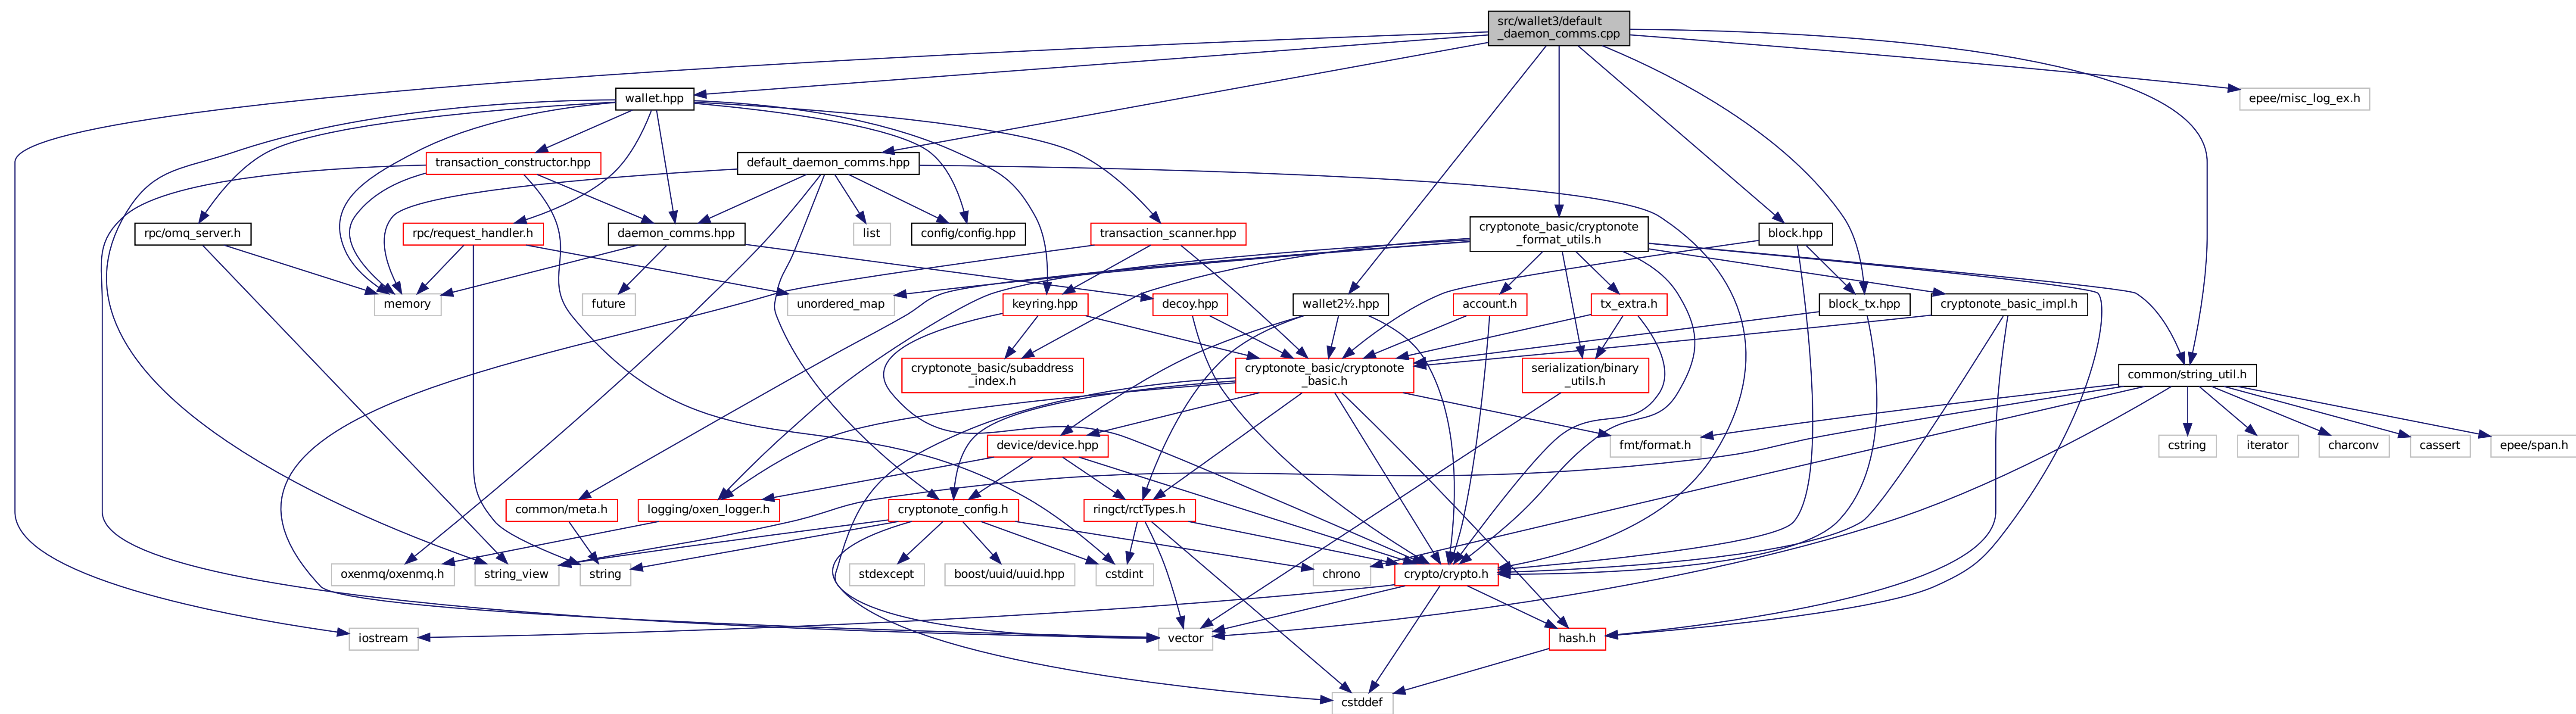 src/wallet3/default
_daemon_comms.cpp
wallet.hpp
epee/misc_log_ex.h
transaction_constructor.hpp
default_daemon_comms.hpp
rpc/omq_server.h
rpc/request_handler.h
daemon_comms.hpp
list
config/config.hpp
transaction_scanner.hpp
cryptonote_basic/cryptonote
_format_utils.h
block.hpp
memory
future
unordered_map
keyring.hpp
decoy.hpp
wallet2½.hpp
account.h
tx_extra.h
block_tx.hpp
cryptonote_basic_impl.h
cryptonote_basic/subaddress
_index.h
cryptonote_basic/cryptonote
_basic.h
serialization/binary
_utils.h
common/string_util.h
device/device.hpp
fmt/format.h
cstring
iterator
charconv
cassert
epee/span.h
common/meta.h
logging/oxen_logger.h
cryptonote_config.h
ringct/rctTypes.h
oxenmq/oxenmq.h
string_view
string
stdexcept
boost/uuid/uuid.hpp
cstdint
chrono
crypto/crypto.h
iostream
vector
hash.h
cstddef